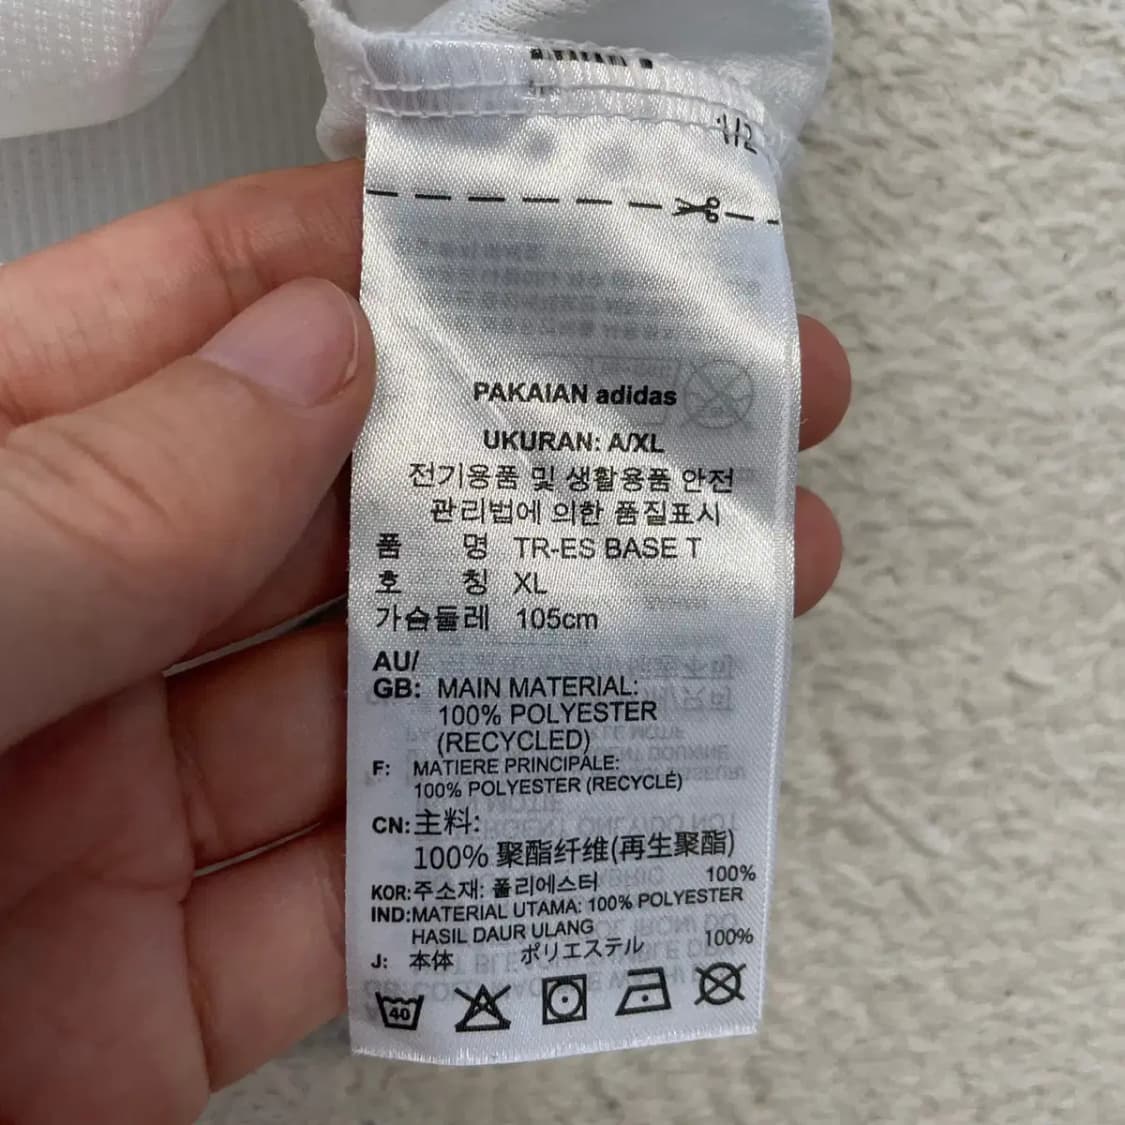 1/2
PAKAIAN adidas
UKURAN: A/XL
전기용품 및 생활용품 안전
관리법에 의한 품질표시
품 명 TR-ES BASE T
호 칭 XL
가슴둘레 105cm
AU/
GB: MAIN MATERIAL:
100% POLYESTER
(RECYCLED)
F: MATIERE PRINCIPALE:
100% POLYESTER (RECYCLÉ)
CN: 主料:
100% 聚酯纤维(再生聚酯)
KOR: 주소재: 폴리에스터 100%
IND: MATERIAL UTAMA: 100% POLYESTER
HASIL DAUR ULANG
J: 本体 ポリエステル 100%
40